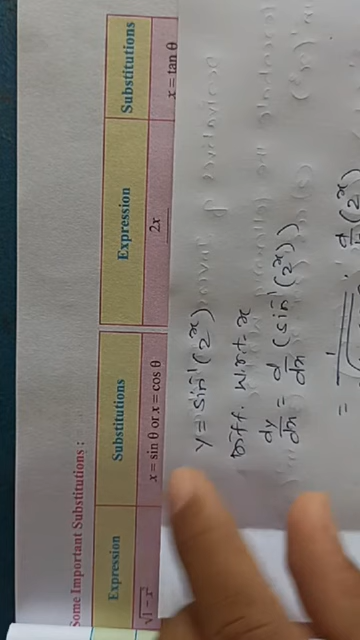 Some Important Substitutions :
Expression Substitutions Expression Substitutions
√1 − x² x = sin θ or x = cos θ 2x x = tan θ
y = sin⁻¹(2ˣ)
Diff. w.r.t. x
dy/dx = d/dx (sin⁻¹(2ˣ))
= 1